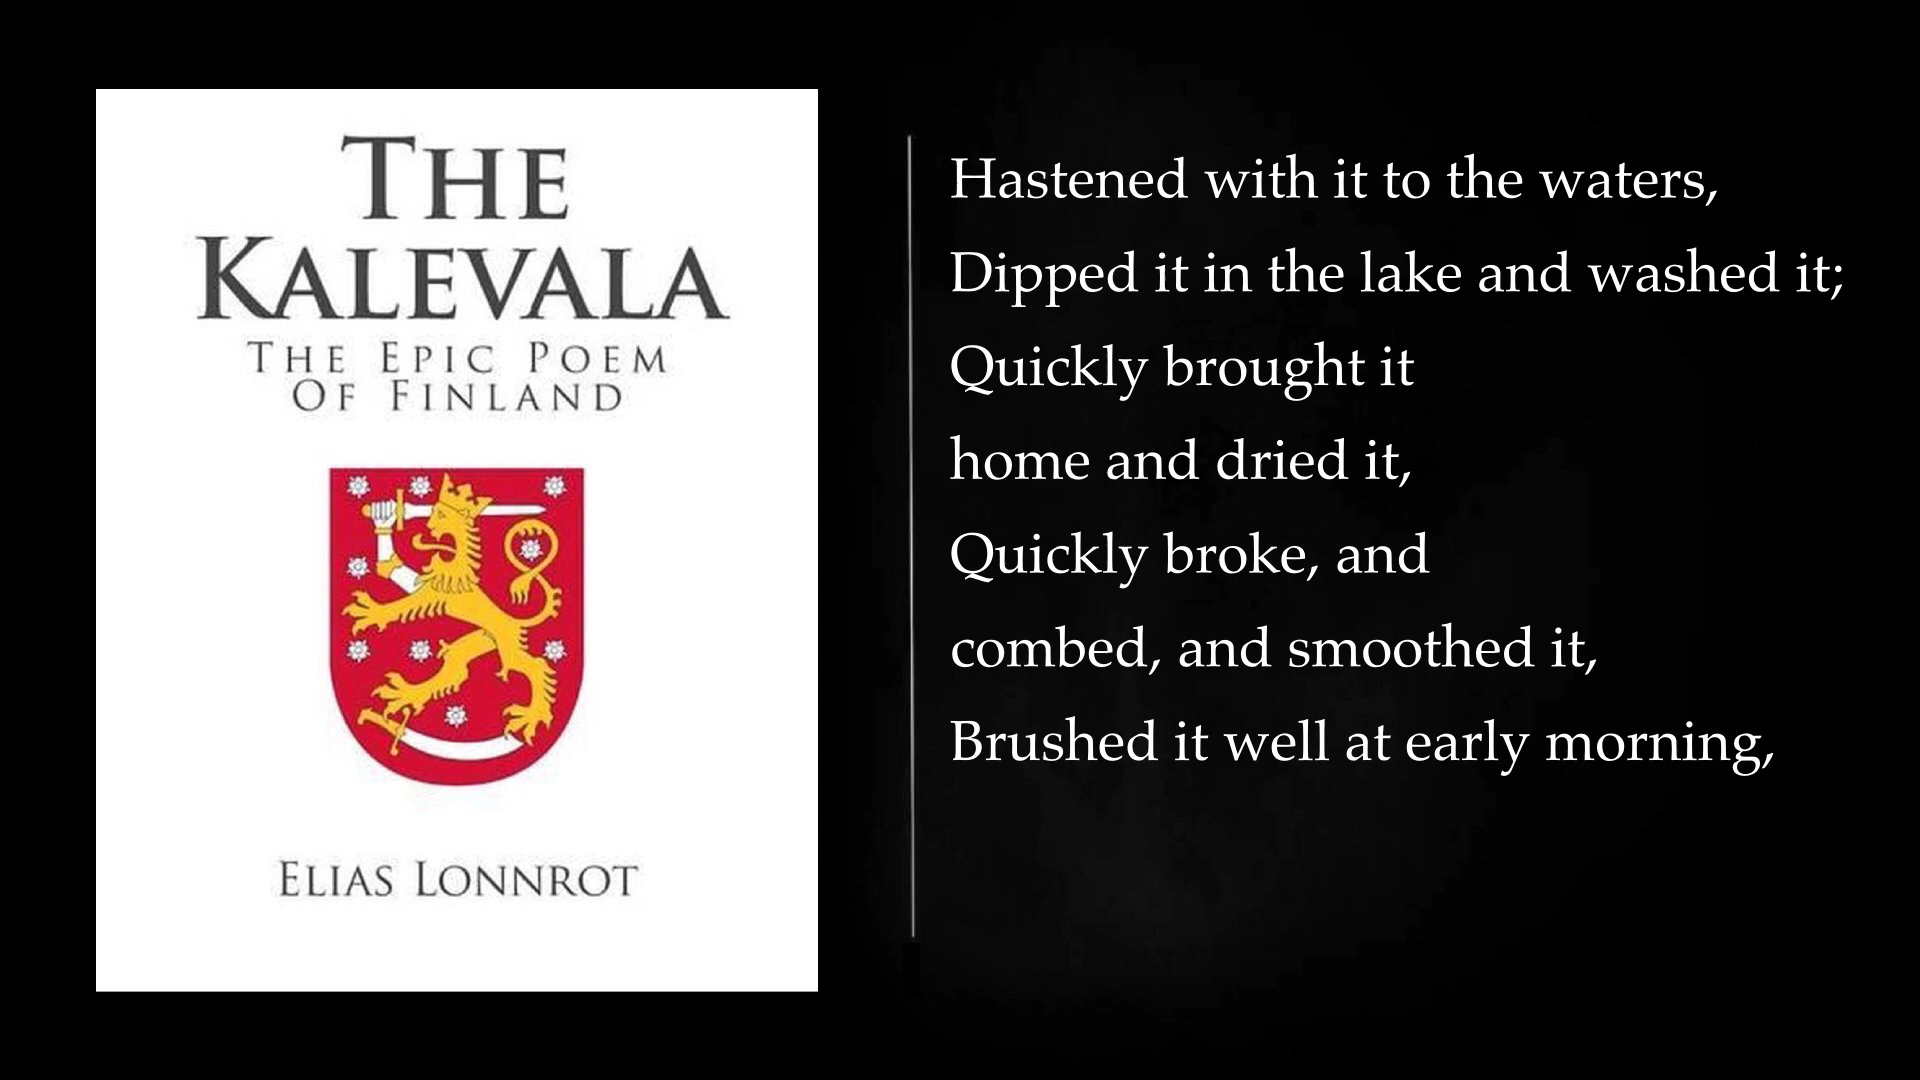 THE
KALEVALA
THE EPIC POEM
OF FINLAND
ELIAS LONNROT
Hastened with it to the waters,
Dipped it in the lake and washed it;
Quickly brought it
home and dried it,
Quickly broke, and
combed, and smoothed it,
Brushed it well at early morning,